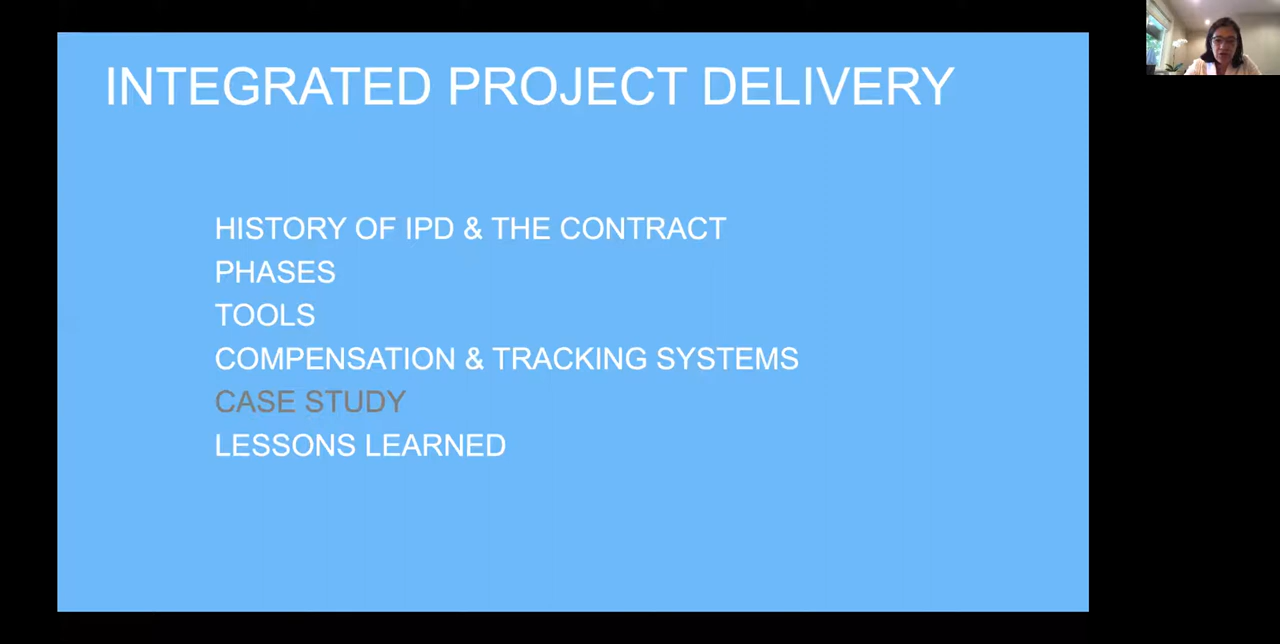 INTEGRATED PROJECT DELIVERY
HISTORY OF IPD & THE CONTRACT
PHASES
TOOLS
COMPENSATION & TRACKING SYSTEMS
CASE STUDY
LESSONS LEARNED